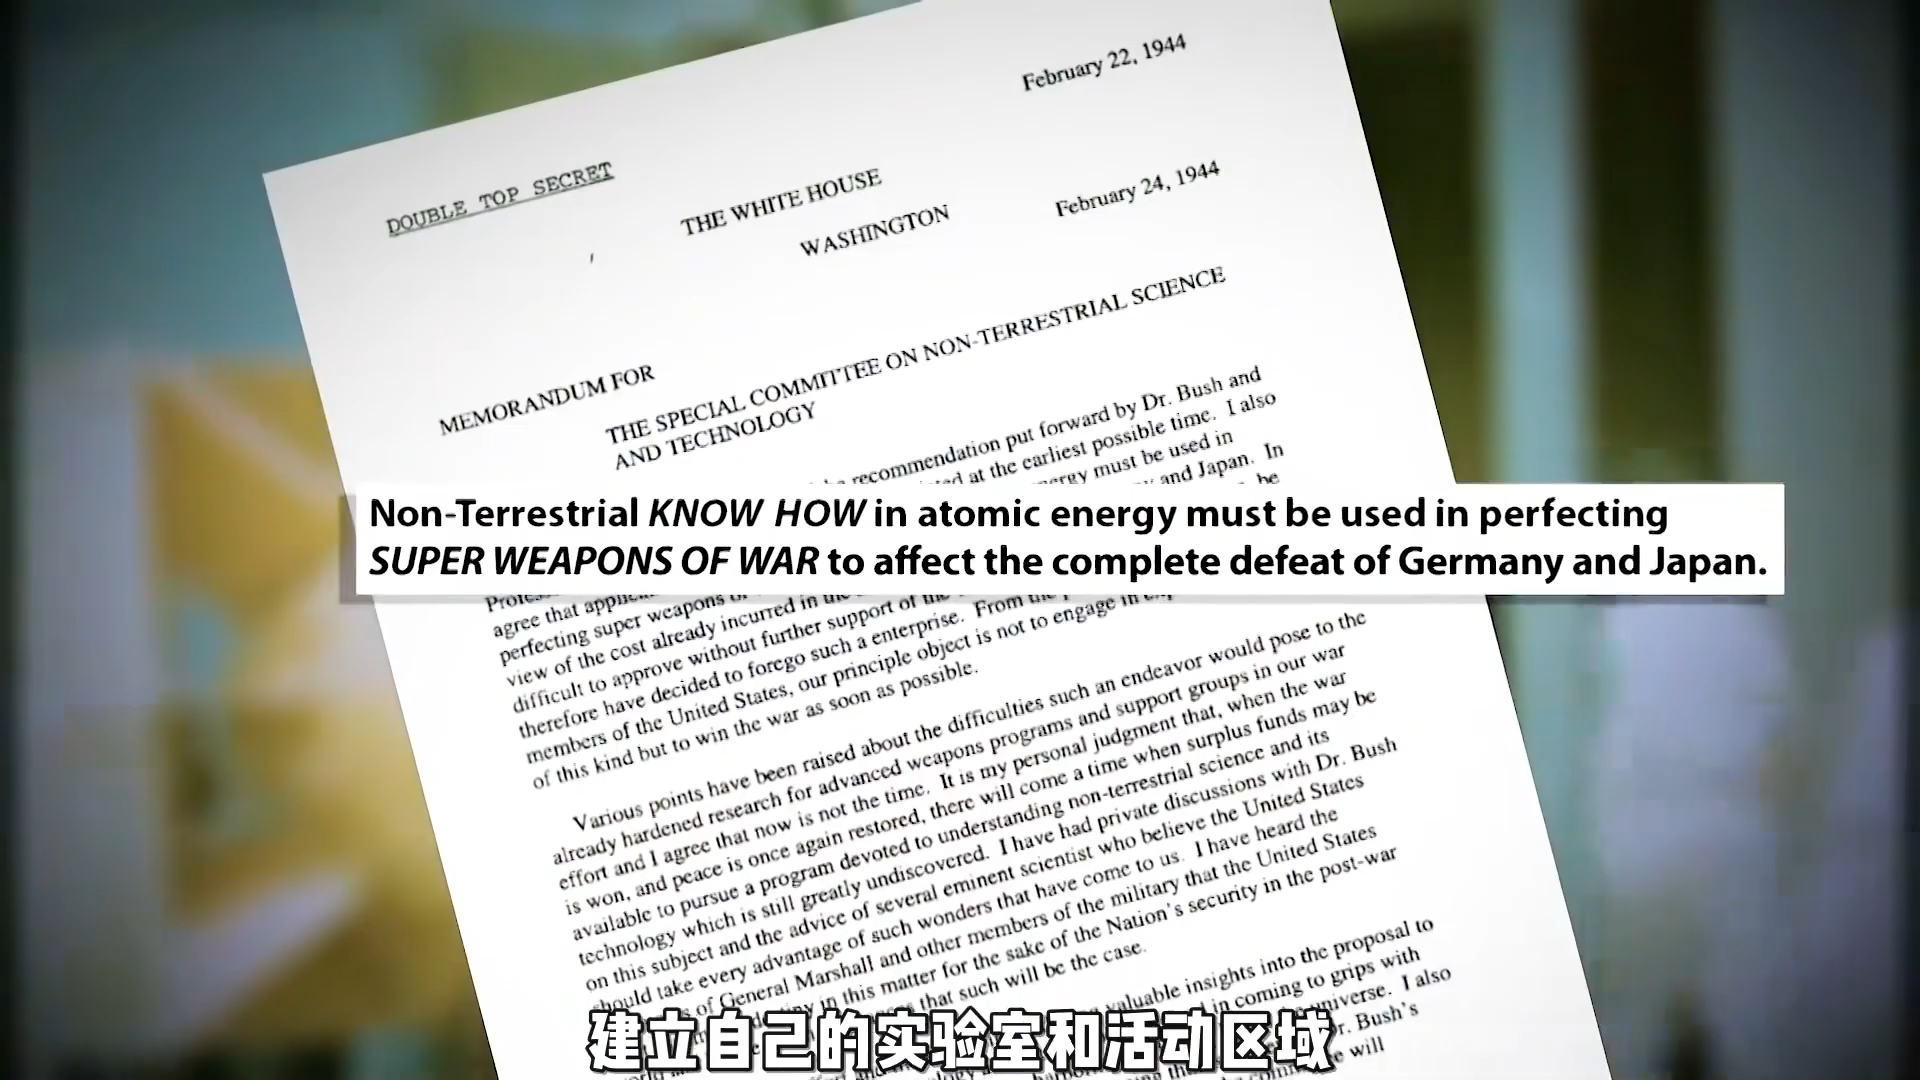 February 22, 1944
DOUBLE TOP SECRET
THE WHITE HOUSE
WASHINGTON
February 24, 1944
MEMORANDUM FOR
THE SPECIAL COMMITTEE ON NON-TERRESTRIAL SCIENCE
AND TECHNOLOGY
recommendation put forward by Dr. Bush and
at the earliest possible time. I also
must be used in
and Japan. In
Non-Terrestrial KNOW HOW in atomic energy must be used in perfecting
SUPER WEAPONS OF WAR to affect the complete defeat of Germany and Japan.
agree that
perfecting super weapons
view of the cost already incurred in the
difficult to approve without further support of the
therefore have decided to forego such a enterprise. From the
members of the United States, our principle object is not to engage in
of this kind but to win the war as soon as possible.
Various points have been raised about the difficulties such an endeavor would pose to the
already hardened research for advanced weapons programs and support groups in our war
effort and I agree that now is not the time. It is my personal judgment that, when the war
is won, and peace is once again restored, there will come a time when surplus funds may be
available to pursue a program devoted to understanding non-terrestrial science and its
technology which is still greatly undiscovered. I have had private discussions with Dr. Bush
on this subject and the advice of several eminent scientist who believe the United States
should take every advantage of such wonders that have come to us. I have heard the
of General Marshall and other members of the military that the United States
in this matter for the sake of the Nation's security in the post-war
that such will be the case.
valuable insights into the proposal to
in coming to grips with
universe. I also
Dr. Bush's
will
建立自己的实验室和活动区域